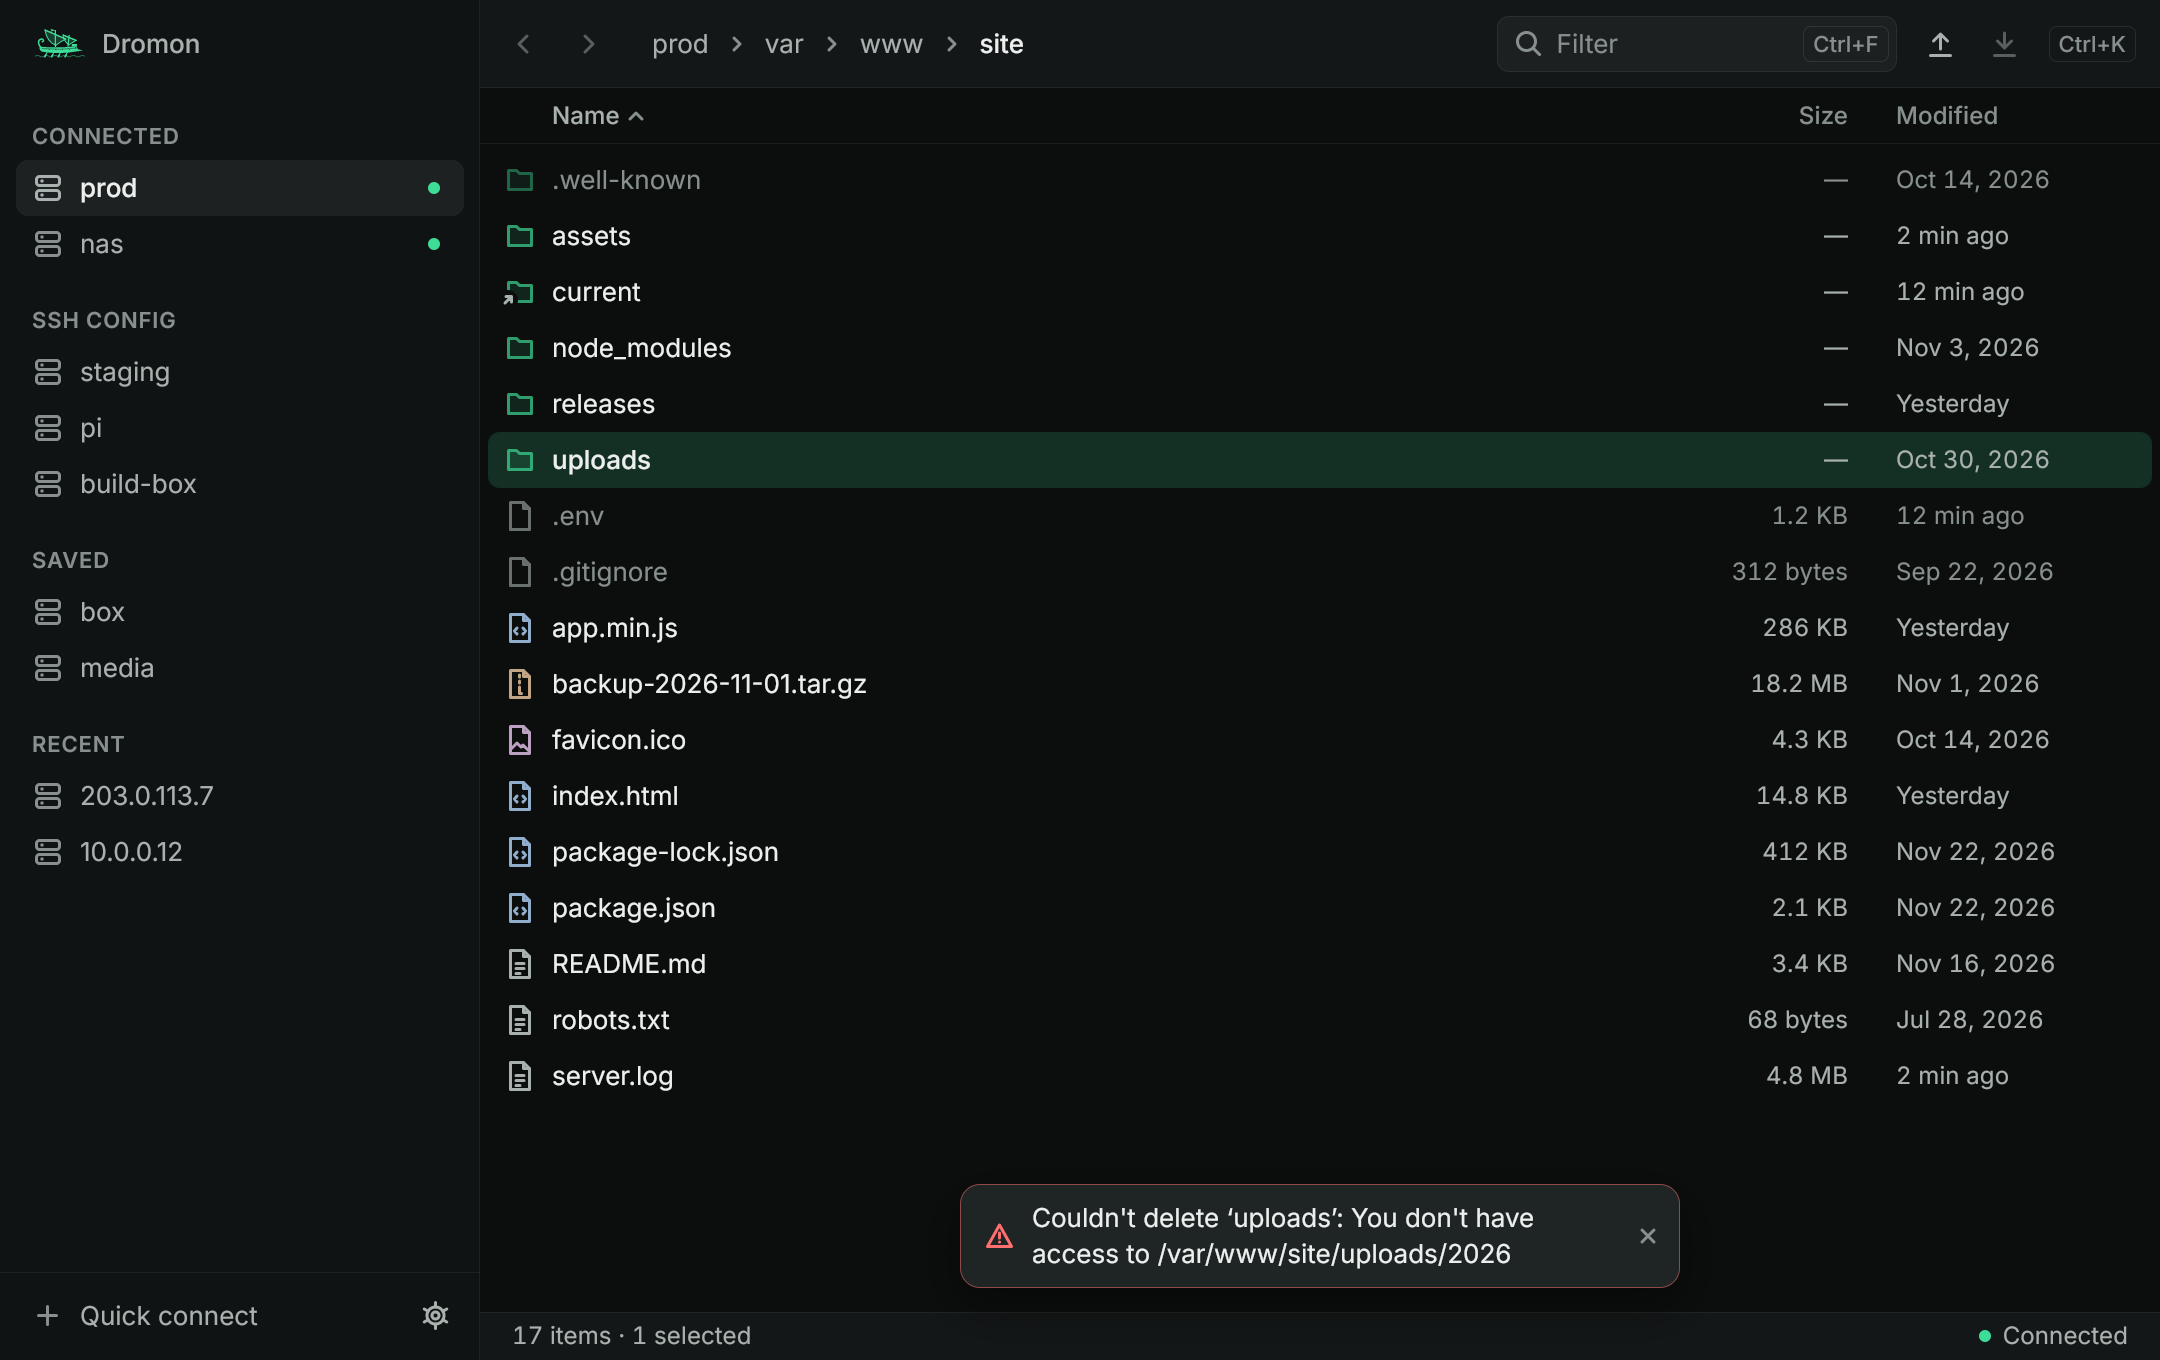 Dromon
prod
var
www
site
Filter
Ctrl+F
Ctrl+K
CONNECTED
prod
nas
SSH CONFIG
staging
pi
build-box
SAVED
box
media
RECENT
203.0.113.7
10.0.0.12
Quick connect
Name Size Modified
.well-known — Oct 14, 2026
assets — 2 min ago
current — 12 min ago
node_modules — Nov 3, 2026
releases — Yesterday
uploads — Oct 30, 2026
.env 1.2 KB 12 min ago
.gitignore 312 bytes Sep 22, 2026
app.min.js 286 KB Yesterday
backup-2026-11-01.tar.gz 18.2 MB Nov 1, 2026
favicon.ico 4.3 KB Oct 14, 2026
index.html 14.8 KB Yesterday
package-lock.json 412 KB Nov 22, 2026
package.json 2.1 KB Nov 22, 2026
README.md 3.4 KB Nov 16, 2026
robots.txt 68 bytes Jul 28, 2026
server.log 4.8 MB 2 min ago
Couldn't delete ‘uploads’: You don't have
access to /var/www/site/uploads/2026
17 items · 1 selected
Connected